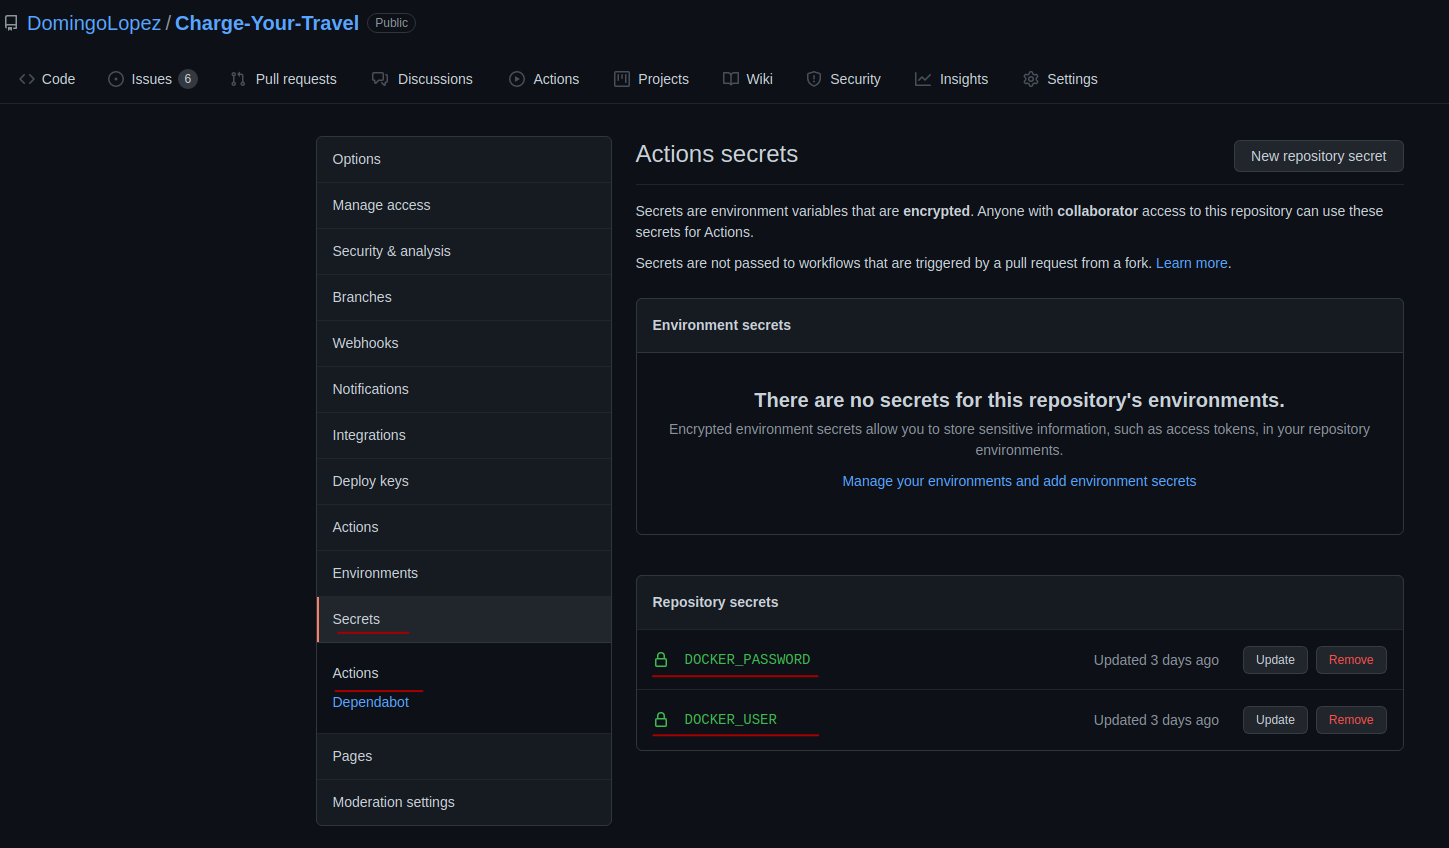 DomingoLopez / Charge-Your-Travel Public
Code Issues 6 Pull requests Discussions Actions Projects Wiki Security Insights Settings
Options
Manage access
Security & analysis
Branches
Webhooks
Notifications
Integrations
Deploy keys
Actions
Environments
Secrets
Actions
Dependabot
Pages
Moderation settings
Actions secrets
New repository secret
Secrets are environment variables that are encrypted. Anyone with collaborator access to this repository can use these
secrets for Actions.
Secrets are not passed to workflows that are triggered by a pull request from a fork. Learn more.
Environment secrets
There are no secrets for this repository's environments.
Encrypted environment secrets allow you to store sensitive information, such as access tokens, in your repository
environments.
Manage your environments and add environment secrets
Repository secrets
DOCKER_PASSWORD Updated 3 days ago Update Remove
DOCKER_USER Updated 3 days ago Update Remove